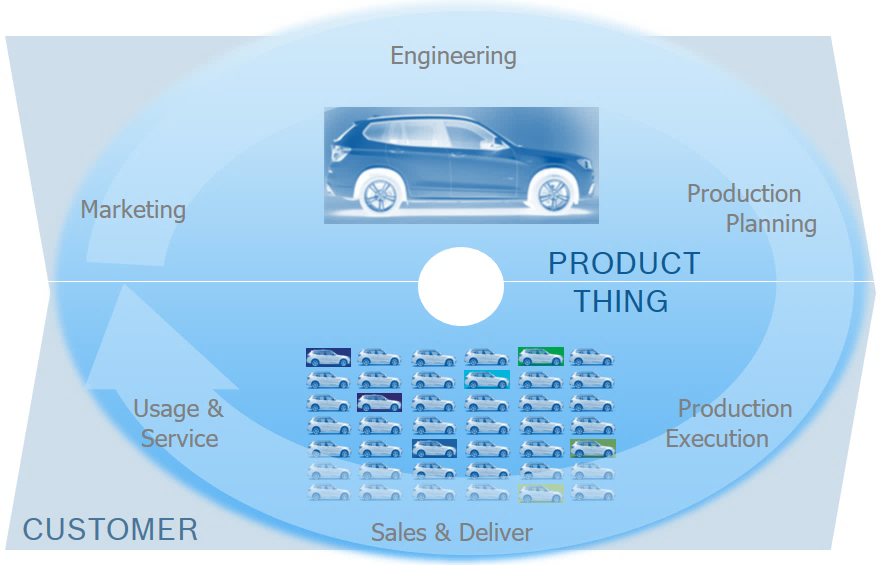 Engineering
Marketing
Production
Planning
PRODUCT
THING
Usage &
Service
Production
Execution
CUSTOMER
Sales & Deliver